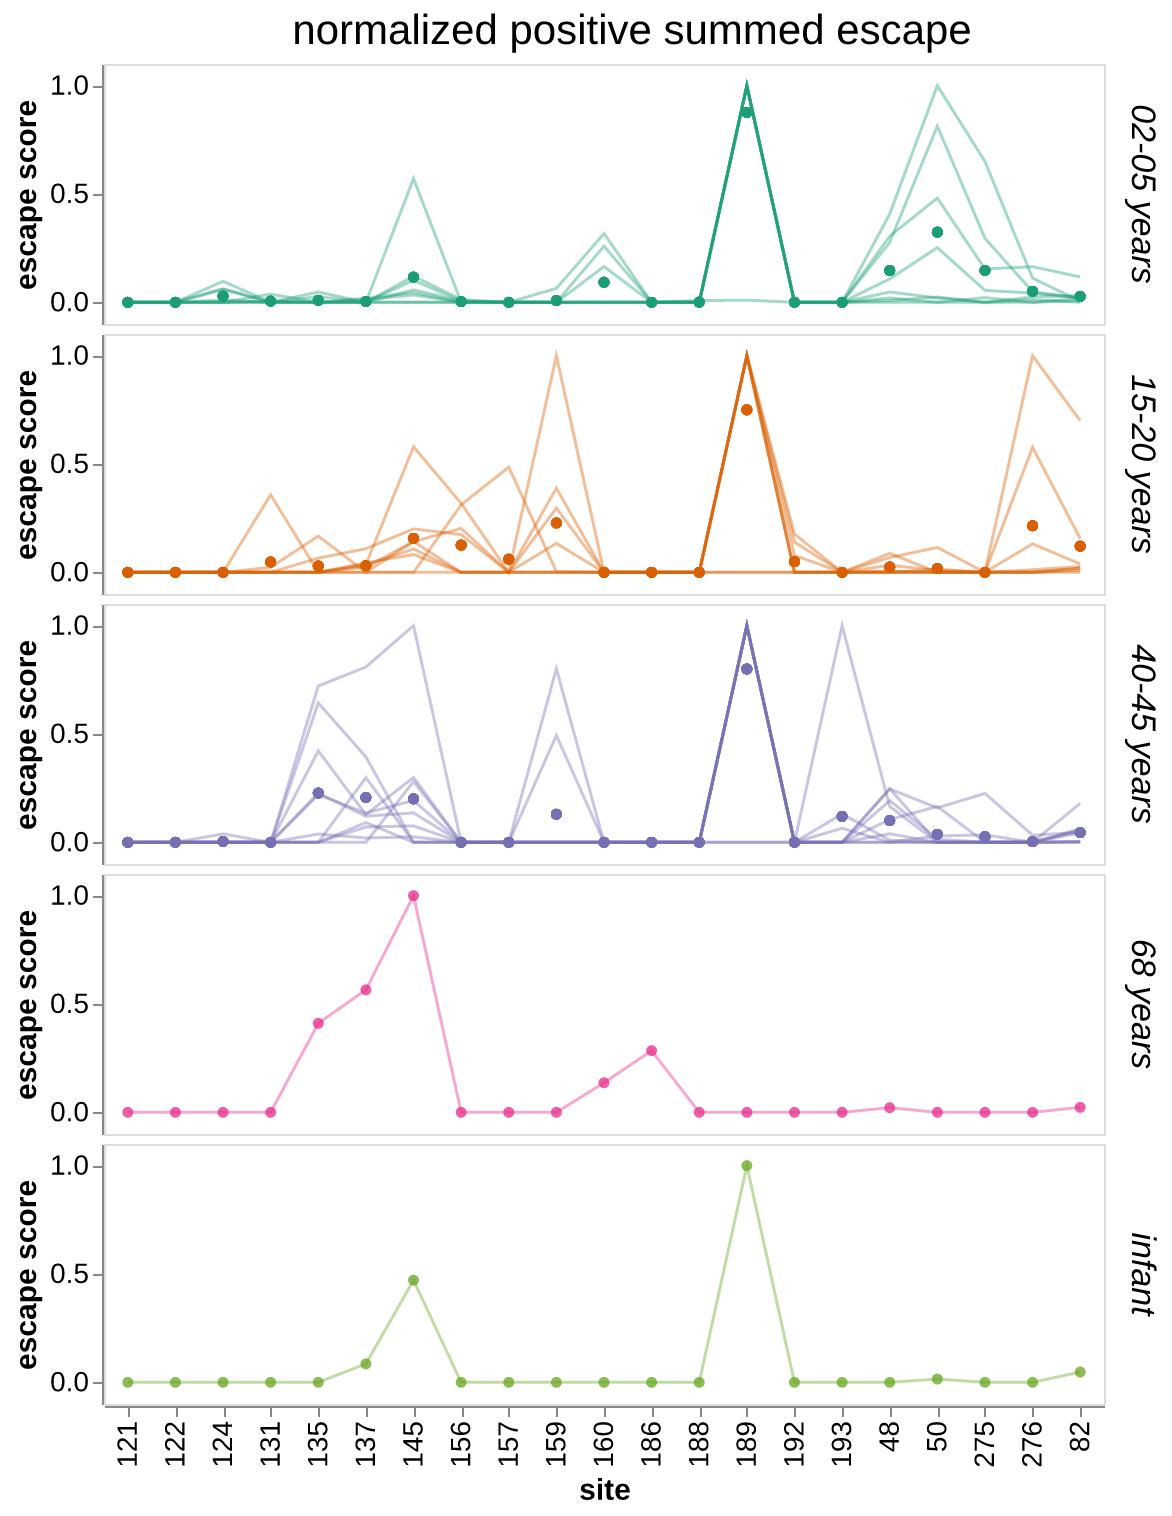 normalized positive summed escape
1.0
0.5
0.0
escape score
02-05 years
1.0
0.5
0.0
escape score
15-20 years
1.0
0.5
0.0
escape score
40-45 years
1.0
0.5
0.0
escape score
68 years
1.0
0.5
0.0
escape score
infant
121 122 124 131 135 137 145 156 157 159 160 186 188 189 192 193 48 50 275 276 82
site